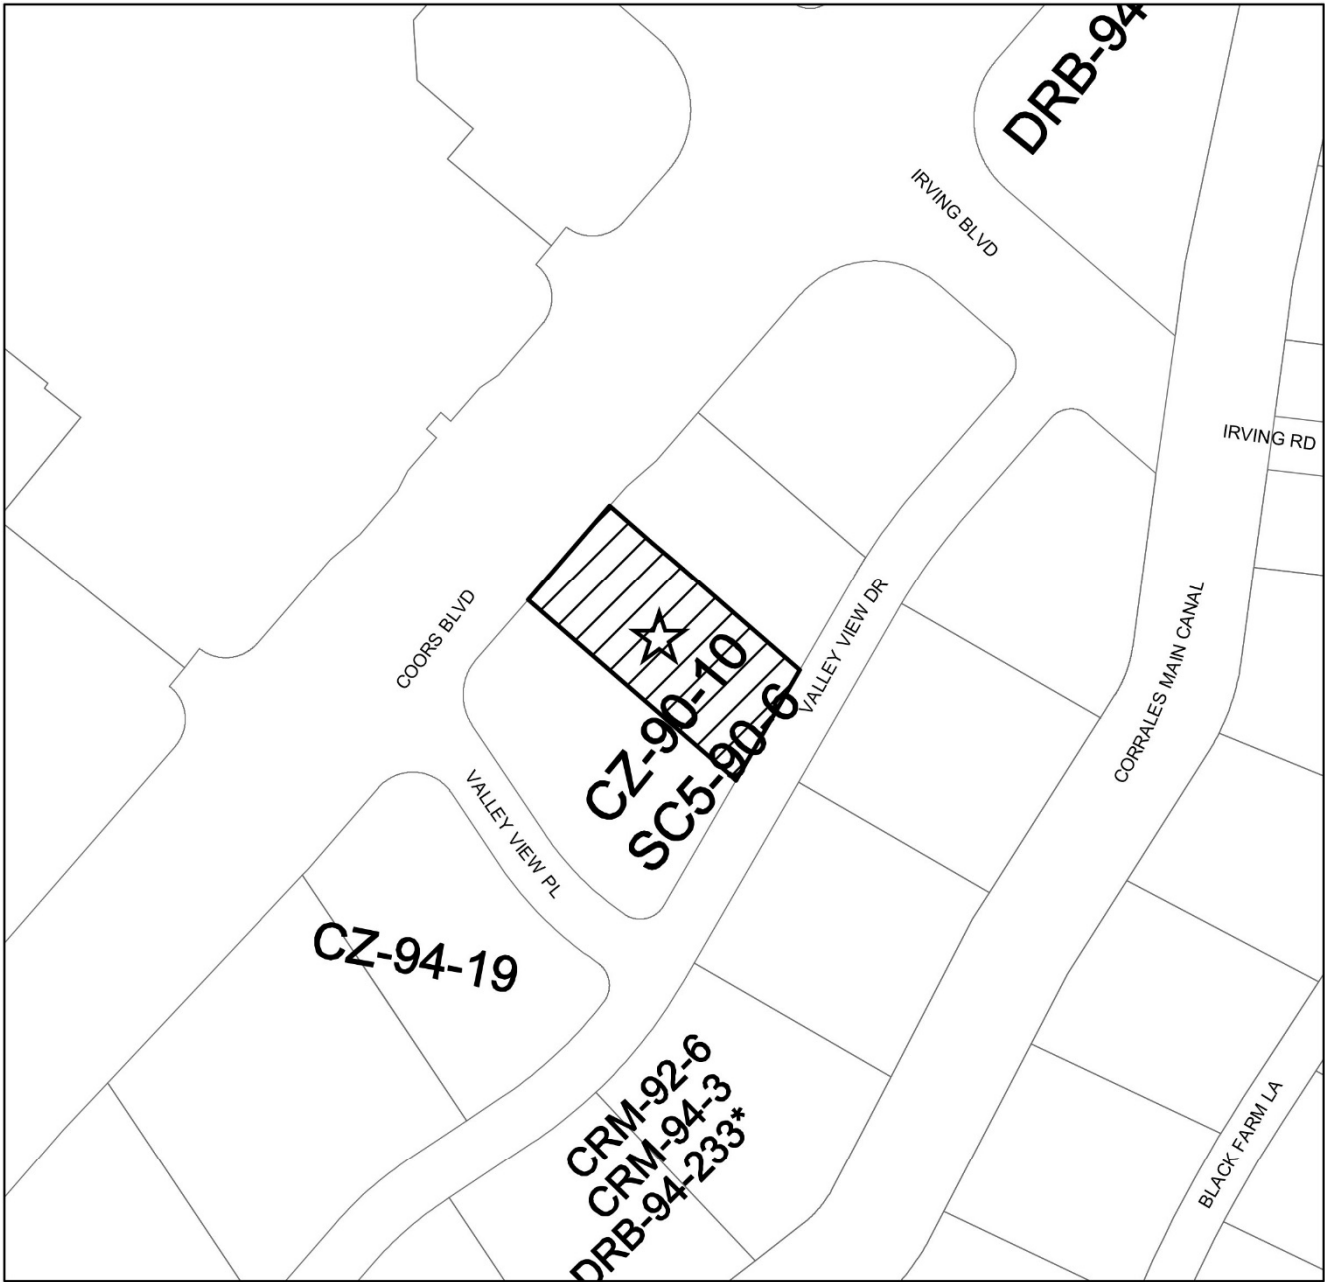 DRB-94
IRVING BLVD
IRVING RD
COORS BLVD
VALLEY VIEW DR
CORRALES MAIN CANAL
CZ-90-10
SC5-90-6
VALLEY VIEW PL
CZ-94-19
CRM-92-6
CRM-94-3
DRB-94-233*
BLACK FARM LA